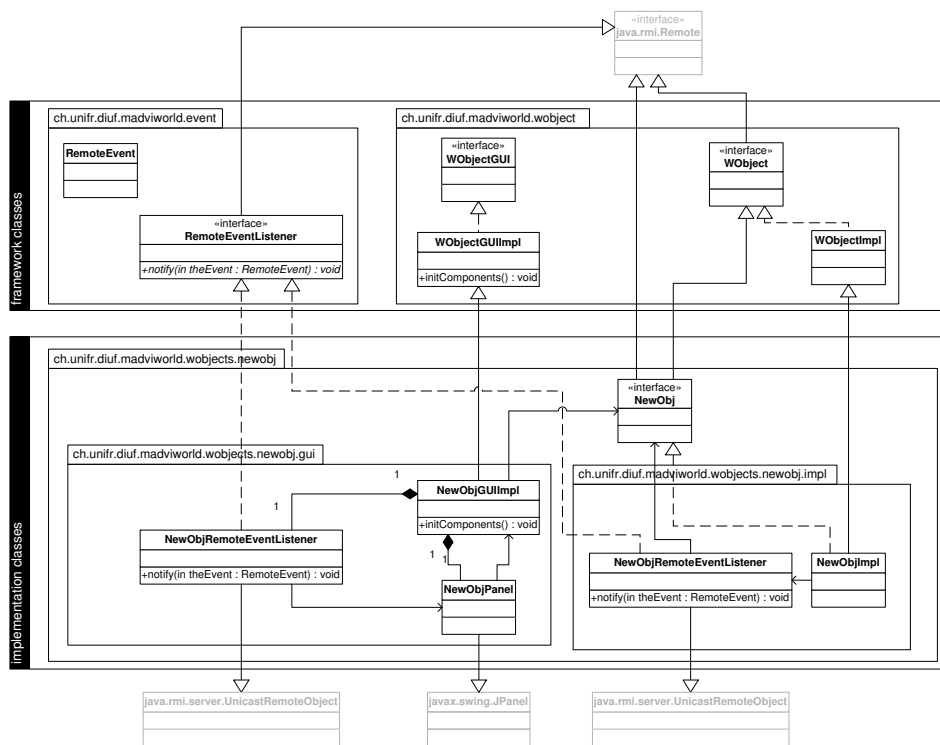 «interface»
java.rmi.Remote
framework classes
ch.unifr.diuf.madviworld.event
RemoteEvent
«interface»
RemoteEventListener
+notify(in theEvent : RemoteEvent) : void
ch.unifr.diuf.madviworld.wobject
«interface»
WObjectGUI
WObjectGUIImpl
+initComponents() : void
«interface»
WObject
WObjectImpl
implementation classes
ch.unifr.diuf.madviworld.wobjects.newobj
«interface»
NewObj
ch.unifr.diuf.madviworld.wobjects.newobj.gui
1
1
NewObjGUIImpl
+initComponents() : void
1
1
NewObjRemoteEventListener
+notify(in theEvent : RemoteEvent) : void
NewObjPanel
ch.unifr.diuf.madviworld.wobjects.newobj.impl
NewObjRemoteEventListener
+notify(in theEvent : RemoteEvent) : void
NewObjImpl
java.rmi.server.UnicastRemoteObject
javax.swing.JPanel
java.rmi.server.UnicastRemoteObject